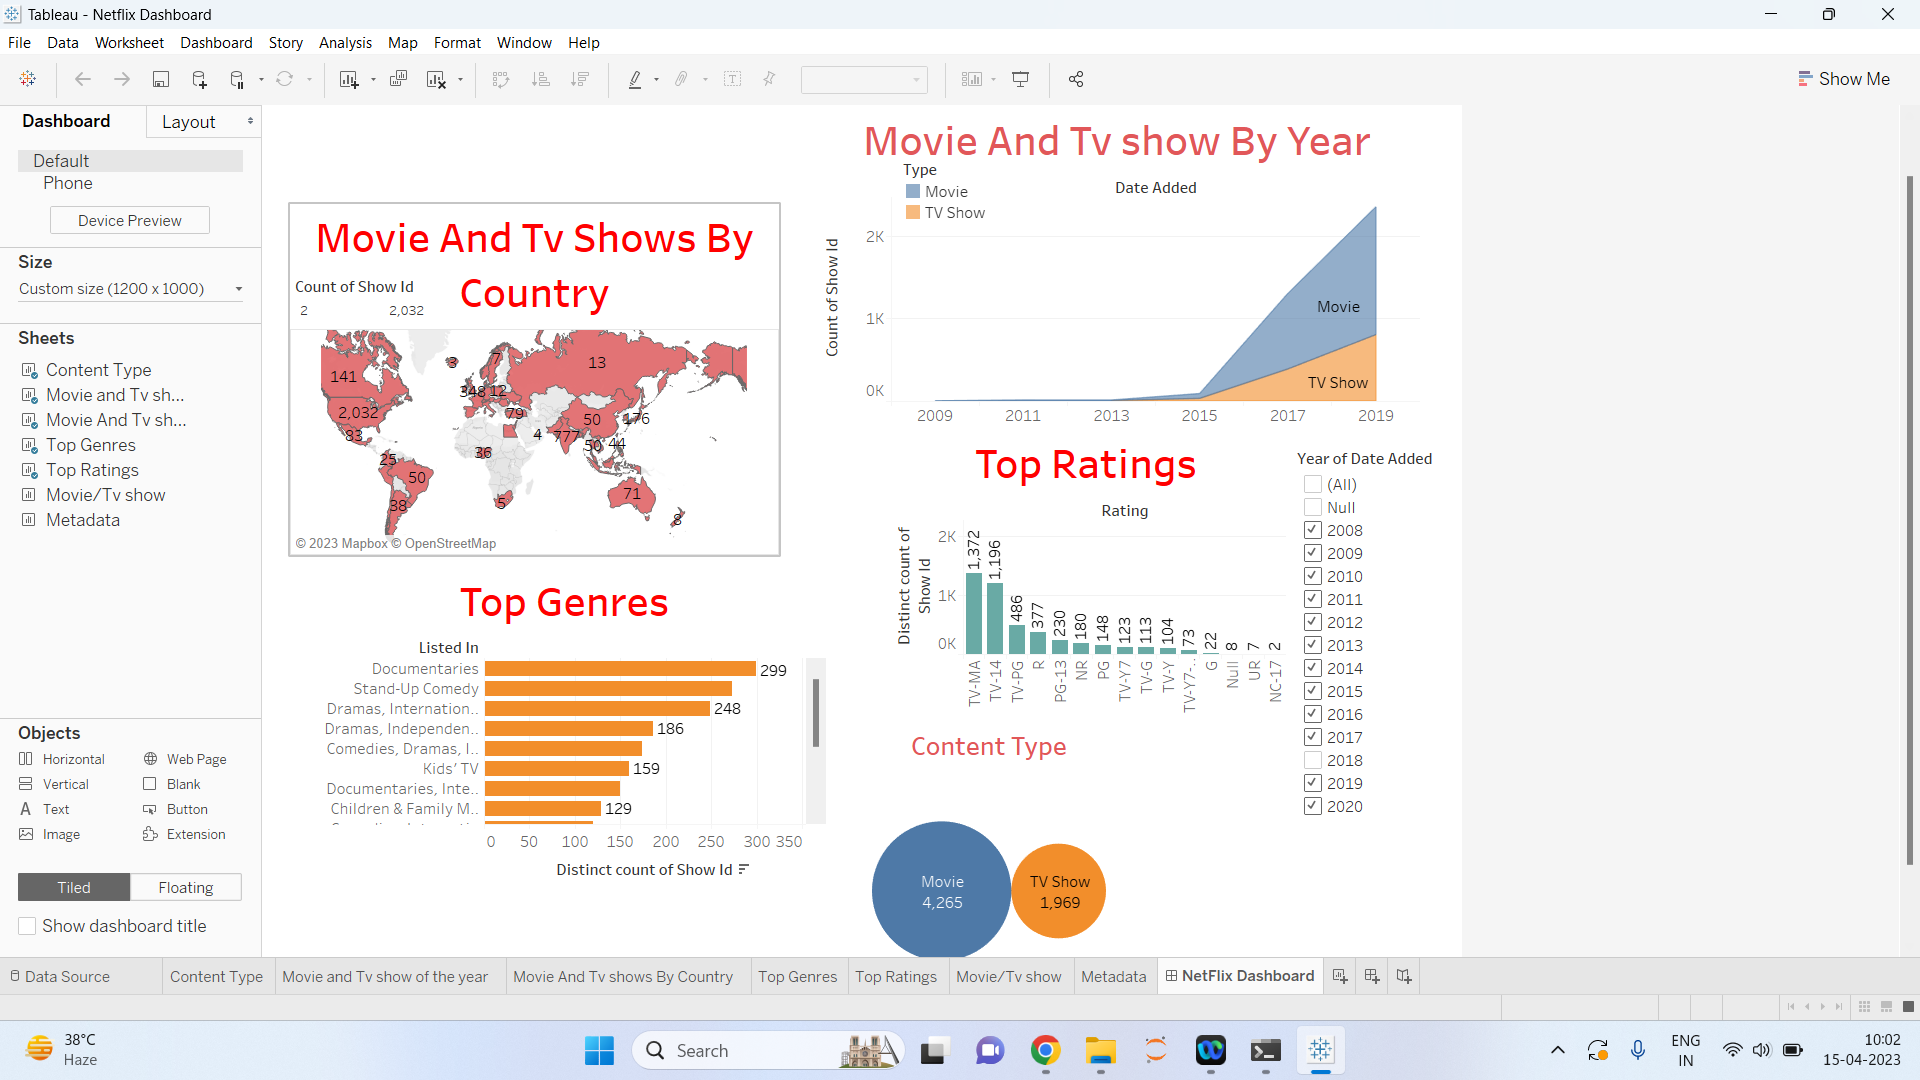 Tableau - Netflix Dashboard
File Data Worksheet Dashboard Story Analysis Map Format Window Help
Show Me
Dashboard Layout
Default
Phone
Device Preview
Size
Custom size (1200 x 1000)
Sheets
Content Type
Movie and Tv sh...
Movie And Tv sh...
Top Genres
Top Ratings
Movie/Tv show
Metadata
Objects
Horizontal Web Page
Vertical Blank
Text Button
Image Extension
Tiled Floating
Show dashboard title
Movie And Tv Shows By
Country
Count of Show Id
2 2,032
3
7
13
141
348 12
2,032
79
50
176
83
4
777
44
50
36
25
50
38
5
71
8
© 2023 Mapbox © OpenStreetMap
Top Genres
Listed In
Documentaries 299
Stand-Up Comedy
Dramas, Internation.. 248
Dramas, Independen.. 186
Comedies, Dramas, I..
Kids' TV 159
Documentaries, Inte..
Children & Family M.. 129
0 50 100 150 200 250 300 350
Distinct count of Show Id
Movie And Tv show By Year
Type
Movie
TV Show
Date Added
Count of Show Id
2K
1K
0K
Movie
TV Show
2009 2011 2013 2015 2017 2019
Top Ratings
Rating
Distinct count of
Show Id
2K
1K
0K
1,372 1,196 486 377 230 180 148 123 113 104 73 22 8 7 2
TV-MA TV-14 TV-PG R PG-13 NR PG TV-Y7 TV-G TV-Y TV-Y7-.. G Null UR NC-17
Year of Date Added
(All)
Null
2008
2009
2010
2011
2012
2013
2014
2015
2016
2017
2018
2019
2020
Content Type
Movie
4,265
TV Show
1,969
Data Source Content Type Movie and Tv show of the year Movie And Tv shows By Country Top Genres Top Ratings Movie/Tv show Metadata NetFlix Dashboard
38°C
Haze
Search
ENG
IN
10:02
15-04-2023